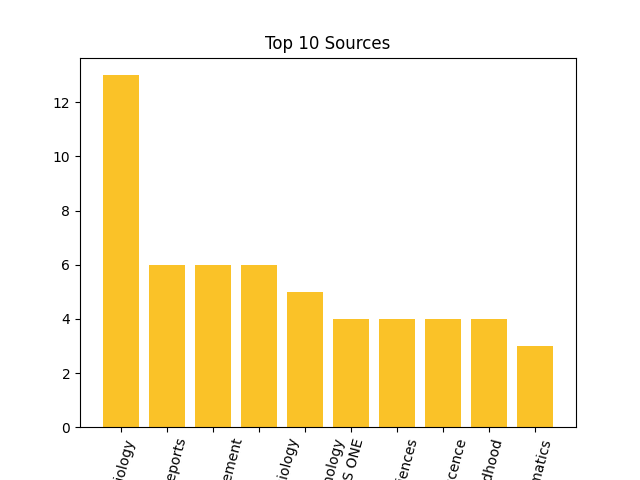 Top 10 Sources
12
10
8
6
4
2
0
iology
eports
ement
iology
nology
S ONE
iences
cence
dhood
matics